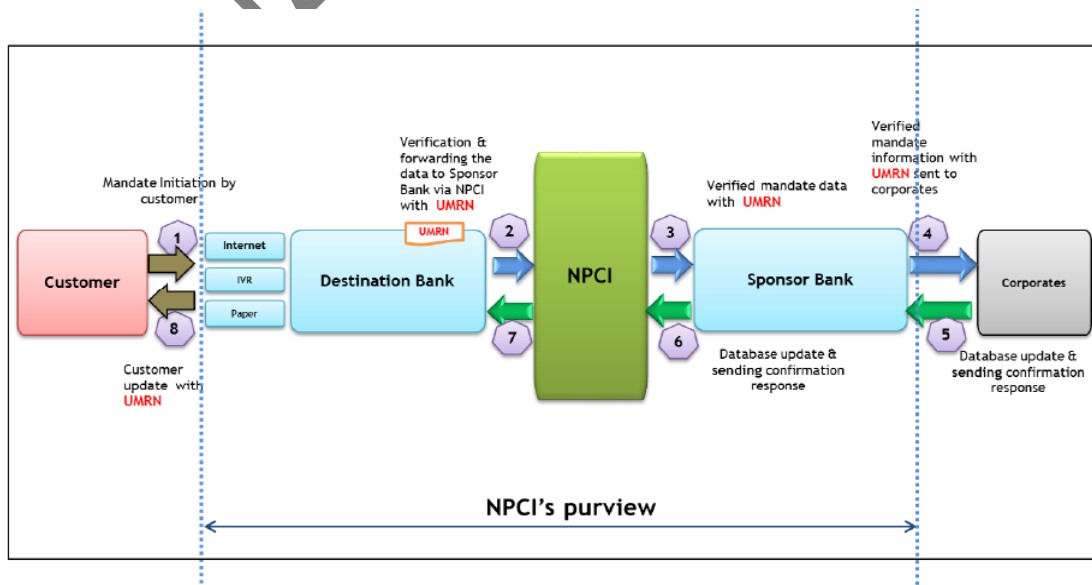 Mandate Initiation by
customer
1
Customer
8
Customer
update with
UMRN
Internet
IVR
Paper
Verification &
forwarding the
data to Sponsor
Bank via NPCI
with UMRN
UMRN
Destination Bank
2
7
NPCI
Verified mandate data
with UMRN
3
6
Sponsor Bank
Database update &
sending confirmation
response
Verified
mandate
information with
UMRN sent to
corporates
4
5
Corporates
Database update &
sending confirmation
response
NPCI's purview